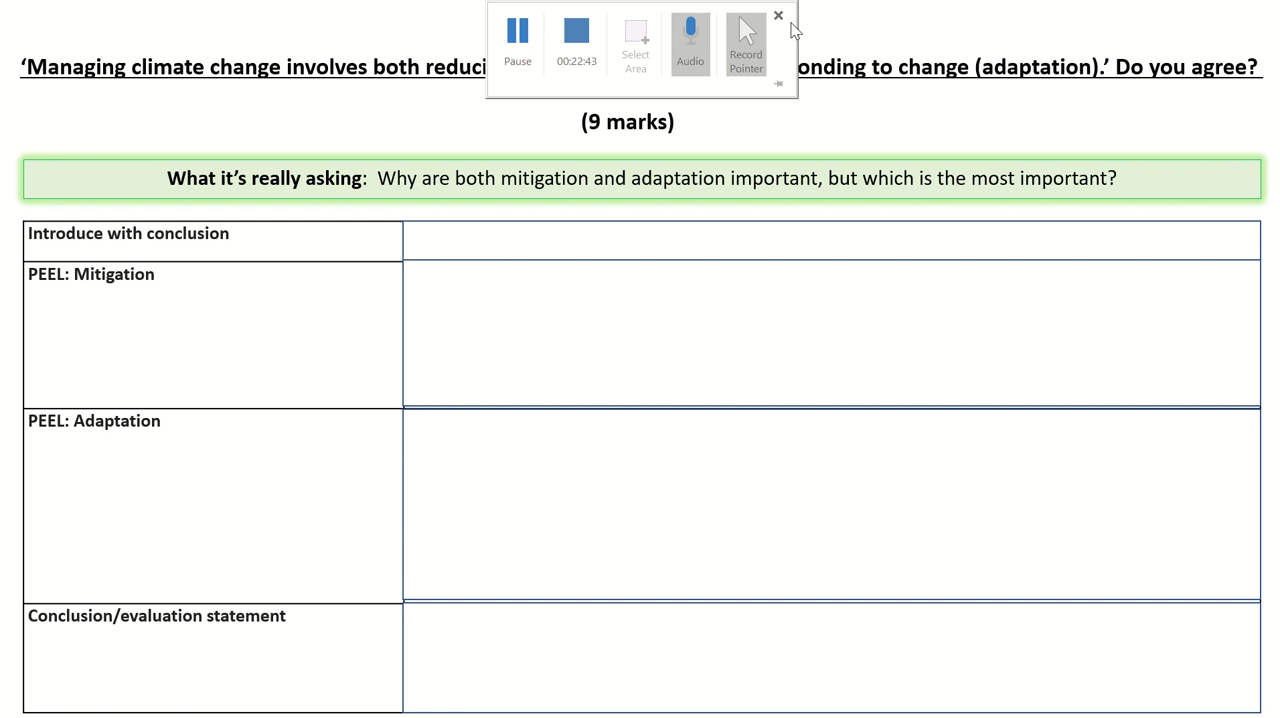 Pause
00:22:43
Select
Area
Audio
Record
Pointer
‘Managing climate change involves both reduci onding to change (adaptation).’ Do you agree?
(9 marks)
What it’s really asking: Why are both mitigation and adaptation important, but which is the most important?
Introduce with conclusion
PEEL: Mitigation
PEEL: Adaptation
Conclusion/evaluation statement